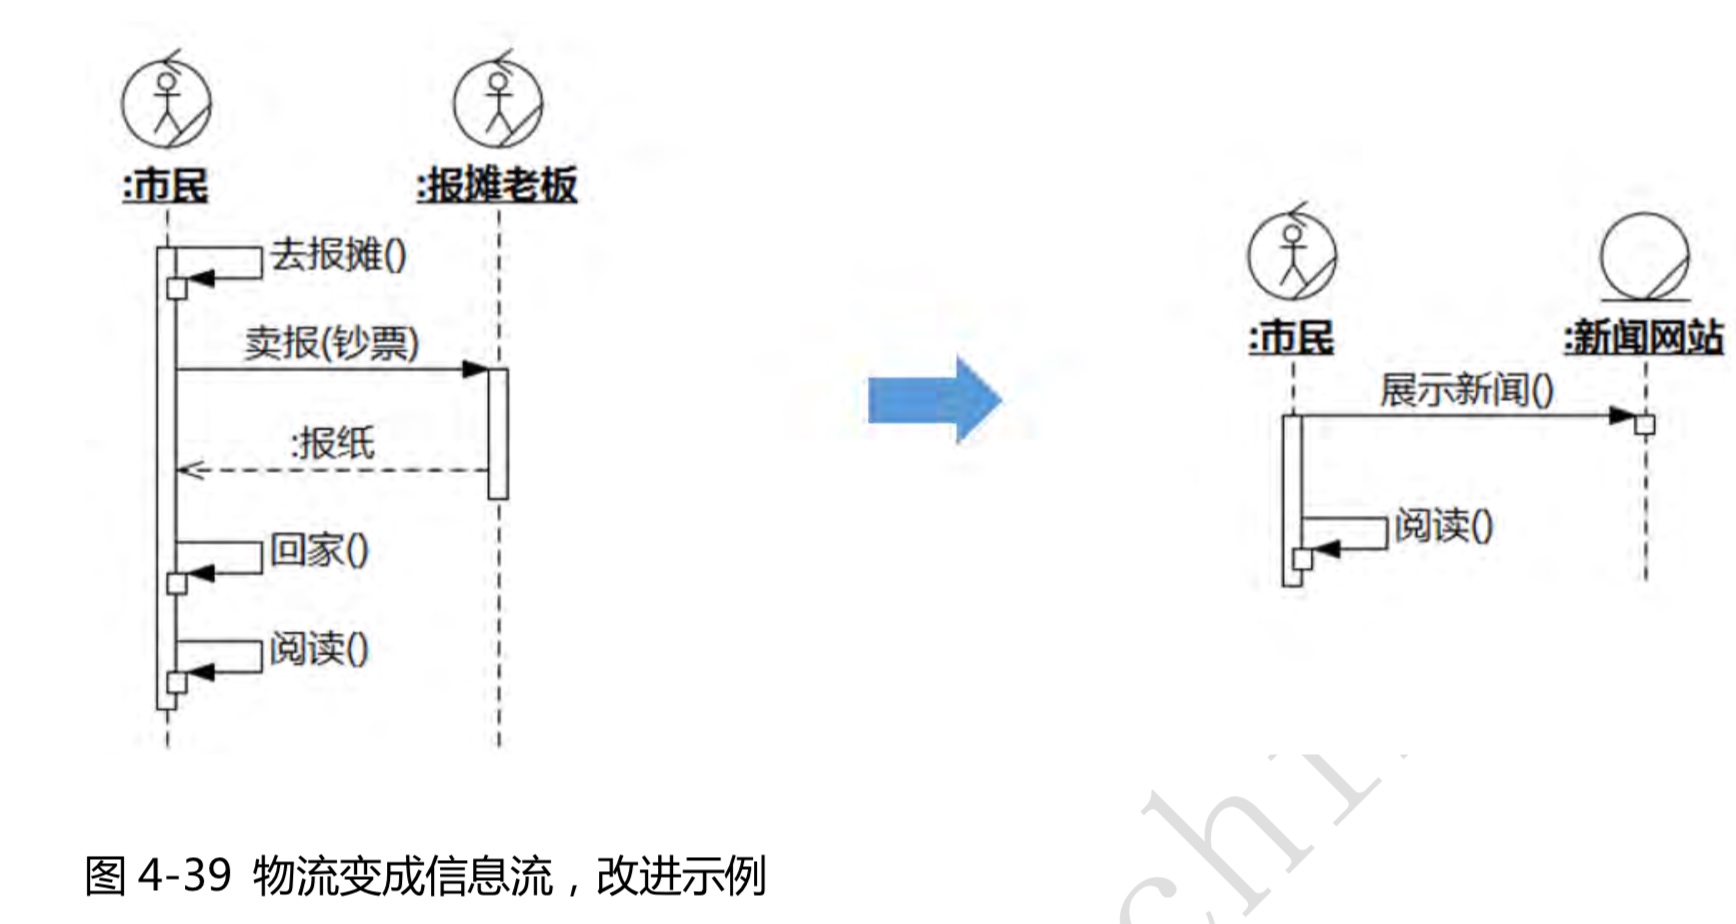 :市民
:报摊老板
去报摊()
卖报(钞票)
:报纸
回家()
阅读()
:市民
:新闻网站
展示新闻()
阅读()
图 4-39 物流变成信息流，改进示例
chi